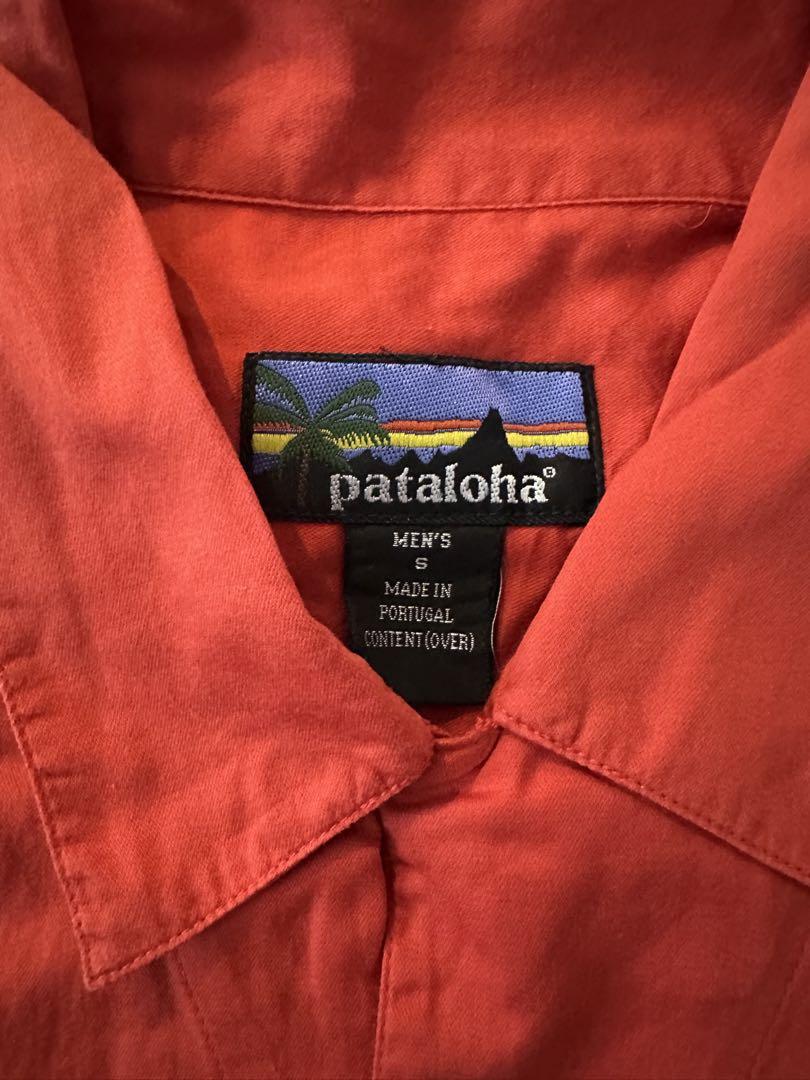 pataloha®
MEN'S
S
MADE IN
PORTUGAL
CONTENT (OVER)